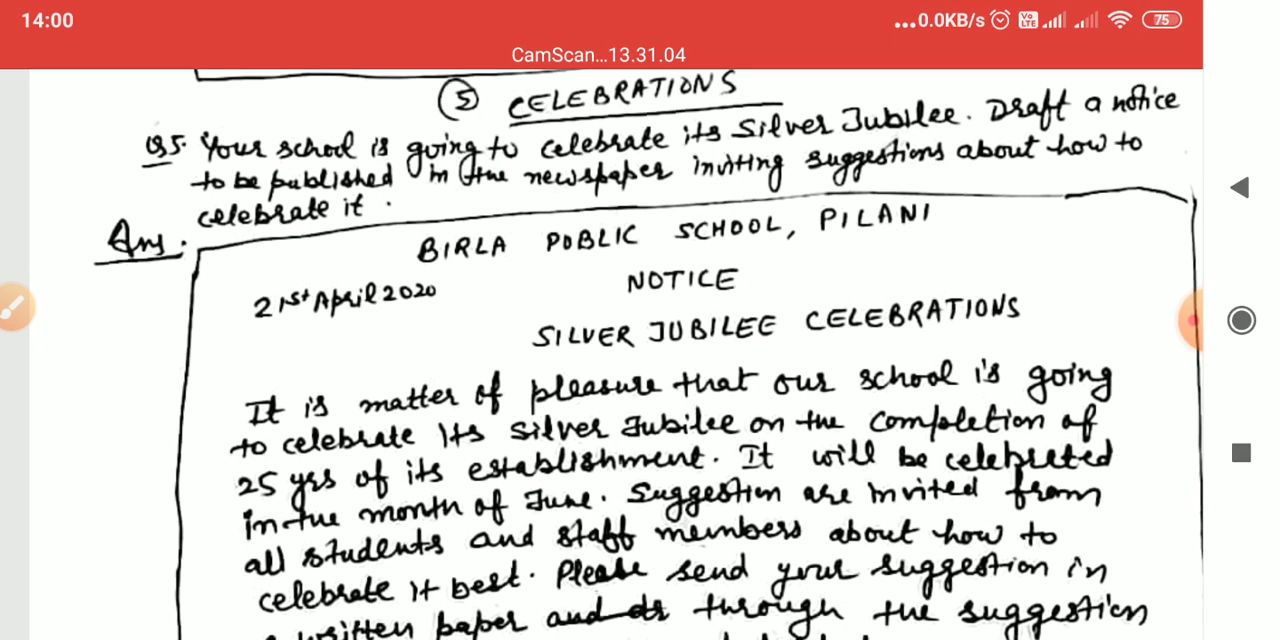 14:00
...0.0KB/s Vo LTE 75
CamScan...13.31.04
5 CELEBRATIONS
Q5. Your school is going to celebrate its Silver Jubilee. Draft a notice
to be published in the newspaper inviting suggestions about how to
celebrate it.
Ans.
BIRLA PUBLIC SCHOOL, PILANI
NOTICE
21st April 2020
SILVER JUBILEE CELEBRATIONS
It is matter of pleasure that our school is going
to celebrate Its silver Jubilee on the completion of
25 yrs of its establishment. It will be celebrated
in the month of June. Suggestion are invited from
all students and staff members about how to
celebrate it best. Please send your suggestion in
written paper through the suggestion